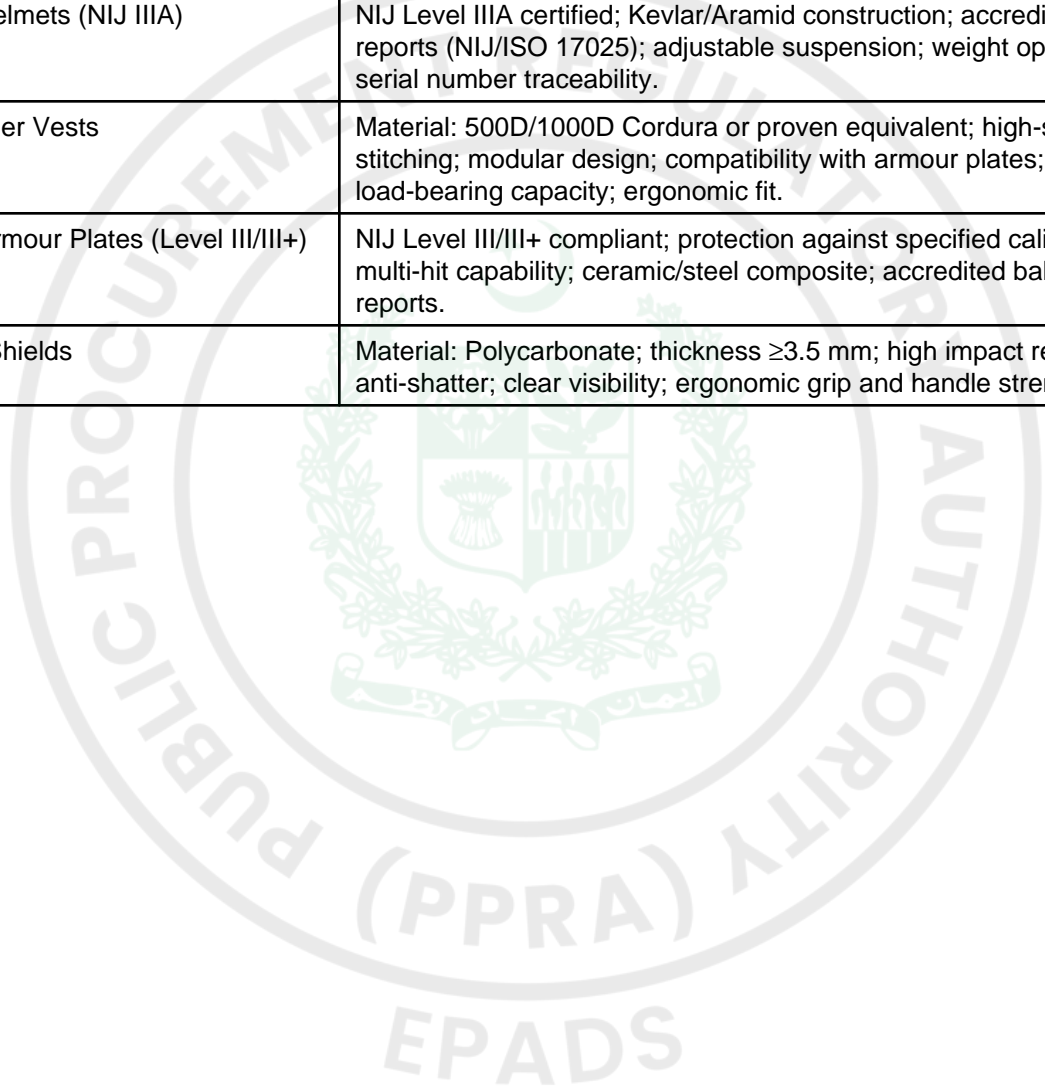 elmets (NIJ IIIA)
NIJ Level IIIA certified; Kevlar/Aramid construction; accredi
reports (NIJ/ISO 17025); adjustable suspension; weight op
serial number traceability.
er Vests
Material: 500D/1000D Cordura or proven equivalent; high-s
stitching; modular design; compatibility with armour plates;
load-bearing capacity; ergonomic fit.
mour Plates (Level III/III+)
NIJ Level III/III+ compliant; protection against specified cali
multi-hit capability; ceramic/steel composite; accredited bal
reports.
Shields
Material: Polycarbonate; thickness ≥3.5 mm; high impact re
anti-shatter; clear visibility; ergonomic grip and handle stre
PUBLIC PROCUREMENT REGULATORY AUTHORITY
(PPRA)
EPADS